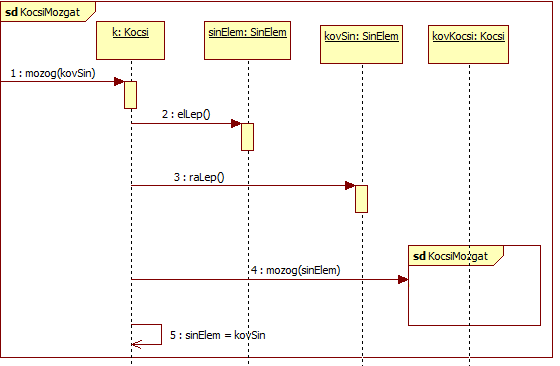 sd KocsiMozgat
k: Kocsi
sinElem: SinElem
kovSin: SinElem
kovKocsi: Kocsi
1 : mozog(kovSin)
2 : elLep()
3 : raLep()
sd KocsiMozgat
4 : mozog(sinElem)
5 : sinElem = kovSin